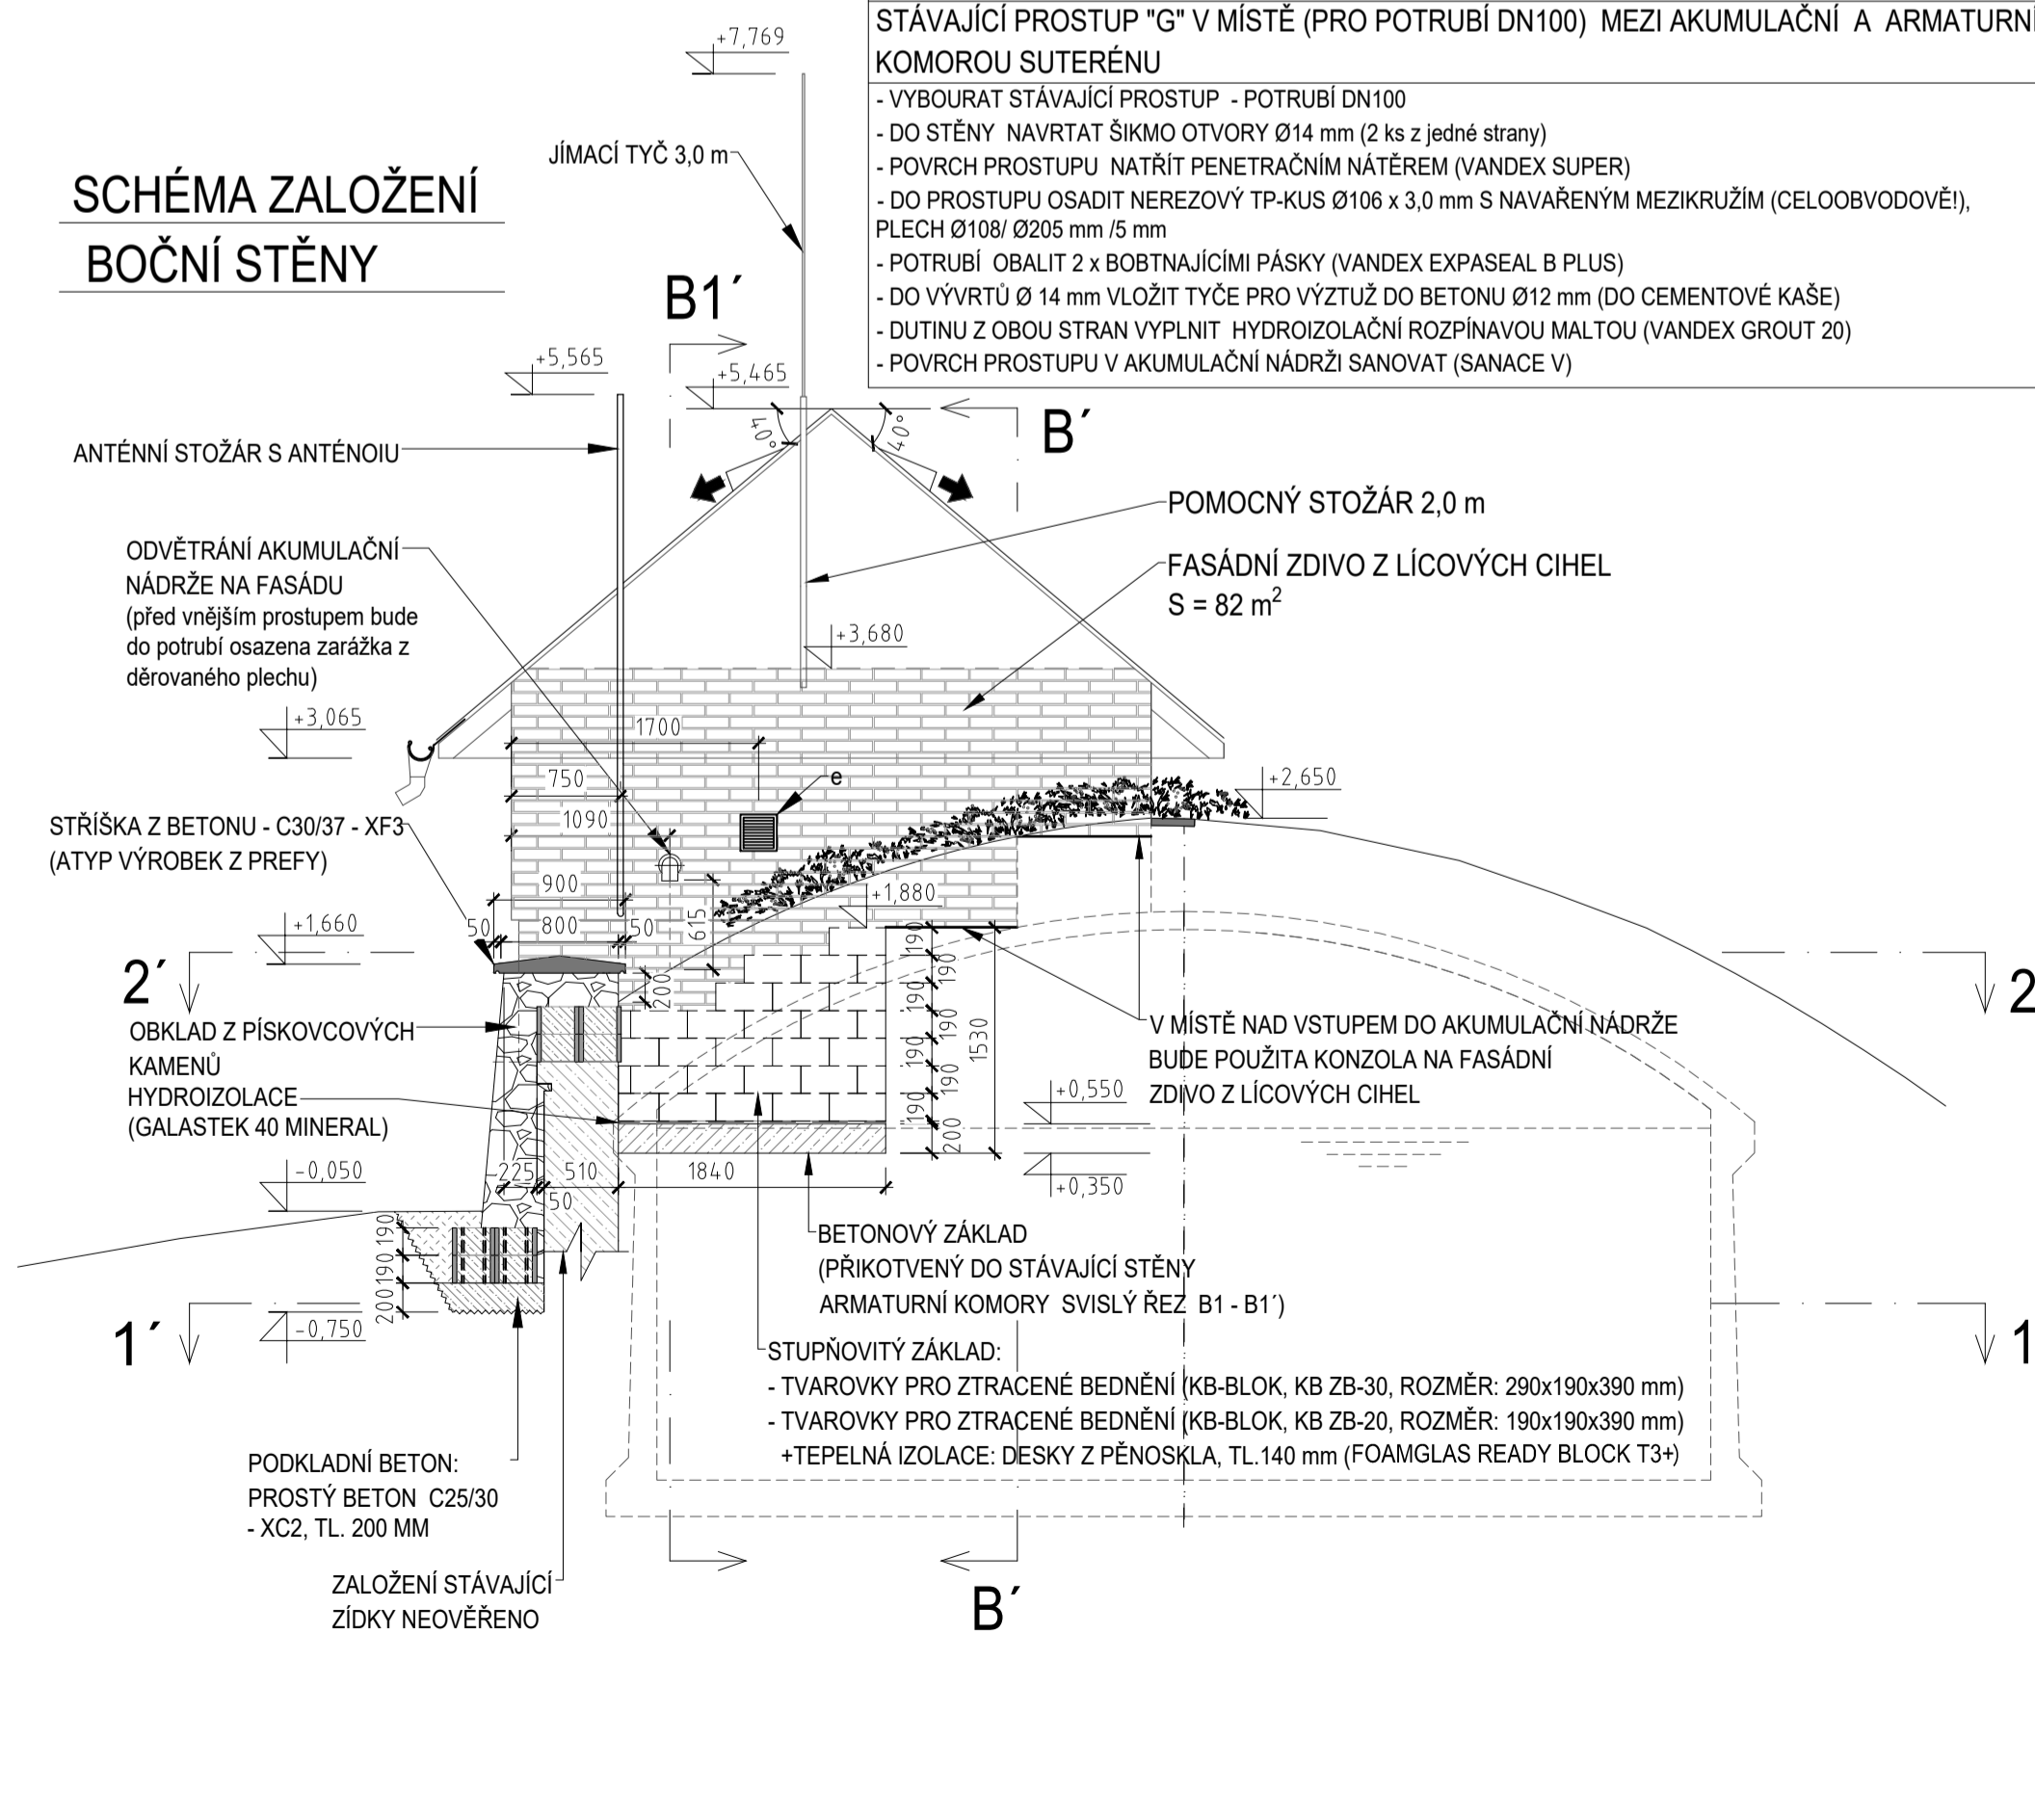 STÁVAJÍCÍ PROSTUP "G" V MÍSTĚ (PRO POTRUBÍ DN100) MEZI AKUMULAČNÍ A ARMATURNÍ
KOMOROU SUTERÉNU
- VYBOURAT STÁVAJÍCÍ PROSTUP - POTRUBÍ DN100
- DO STĚNY NAVRTAT ŠIKMO OTVORY Ø14 mm (2 ks z jedné strany)
- POVRCH PROSTUPU NATŘÍT PENETRAČNÍM NÁTĚREM (VANDEX SUPER)
- DO PROSTUPU OSADIT NEREZOVÝ TP-KUS Ø106 x 3,0 mm S NAVAŘENÝM MEZIKRUŽÍM (CELOOBVODOVĚ!),
PLECH Ø108/ Ø205 mm /5 mm
- POTRUBÍ OBALIT 2 x BOBTNAJÍCÍMI PÁSKY (VANDEX EXPASEAL B PLUS)
- DO VÝVRTŮ Ø 14 mm VLOŽIT TYČE PRO VÝZTUŽ DO BETONU Ø12 mm (DO CEMENTOVÉ KAŠE)
- DUTINU Z OBOU STRAN VYPLNIT HYDROIZOLAČNÍ ROZPÍNAVOU MALTOU (VANDEX GROUT 20)
- POVRCH PROSTUPU V AKUMULAČNÍ NÁDRŽI SANOVAT (SANACE V)
SCHÉMA ZALOŽENÍ
BOČNÍ STĚNY
+7,769
JÍMACÍ TYČ 3,0 m
B1´
+5,565
+5,465
40°
40°
B´
ANTÉNNÍ STOŽÁR S ANTÉNOIU
POMOCNÝ STOŽÁR 2,0 m
ODVĚTRÁNÍ AKUMULAČNÍ
NÁDRŽE NA FASÁDU
(před vnějším prostupem bude
do potrubí osazena zarážka z
děrovaného plechu)
FASÁDNÍ ZDIVO Z LÍCOVÝCH CIHEL
S = 82 m²
+3,680
+3,065
1700
750
e
+2,650
1090
STŘÍŠKA Z BETONU - C30/37 - XF3
(ATYP VÝROBEK Z PREFY)
900
+1,880
+1,660
50
800
50
615
200
190
190
190
190
190
190
190
200
1530
2´
2
OBKLAD Z PÍSKOVCOVÝCH
KAMENŮ
HYDROIZOLACE
(GALASTEK 40 MINERAL)
V MÍSTĚ NAD VSTUPEM DO AKUMULAČNÍ NÁDRŽE
BUDE POUŽITA KONZOLA NA FASÁDNÍ
ZDIVO Z LÍCOVÝCH CIHEL
+0,550
+0,350
-0,050
225
510
1840
50
190
190
200
-0,750
BETONOVÝ ZÁKLAD
(PŘIKOTVENÝ DO STÁVAJÍCÍ STĚNY
ARMATURNÍ KOMORY SVISLÝ ŘEZ B1 - B1´)
1´
1
STUPŇOVITÝ ZÁKLAD:
- TVAROVKY PRO ZTRACENÉ BEDNĚNÍ (KB-BLOK, KB ZB-30, ROZMĚR: 290x190x390 mm)
- TVAROVKY PRO ZTRACENÉ BEDNĚNÍ (KB-BLOK, KB ZB-20, ROZMĚR: 190x190x390 mm)
+TEPELNÁ IZOLACE: DESKY Z PĚNOSKLA, TL.140 mm (FOAMGLAS READY BLOCK T3+)
PODKLADNÍ BETON:
PROSTÝ BETON C25/30
- XC2, TL. 200 MM
ZALOŽENÍ STÁVAJÍCÍ
ZÍDKY NEOVĚŘENO
B´